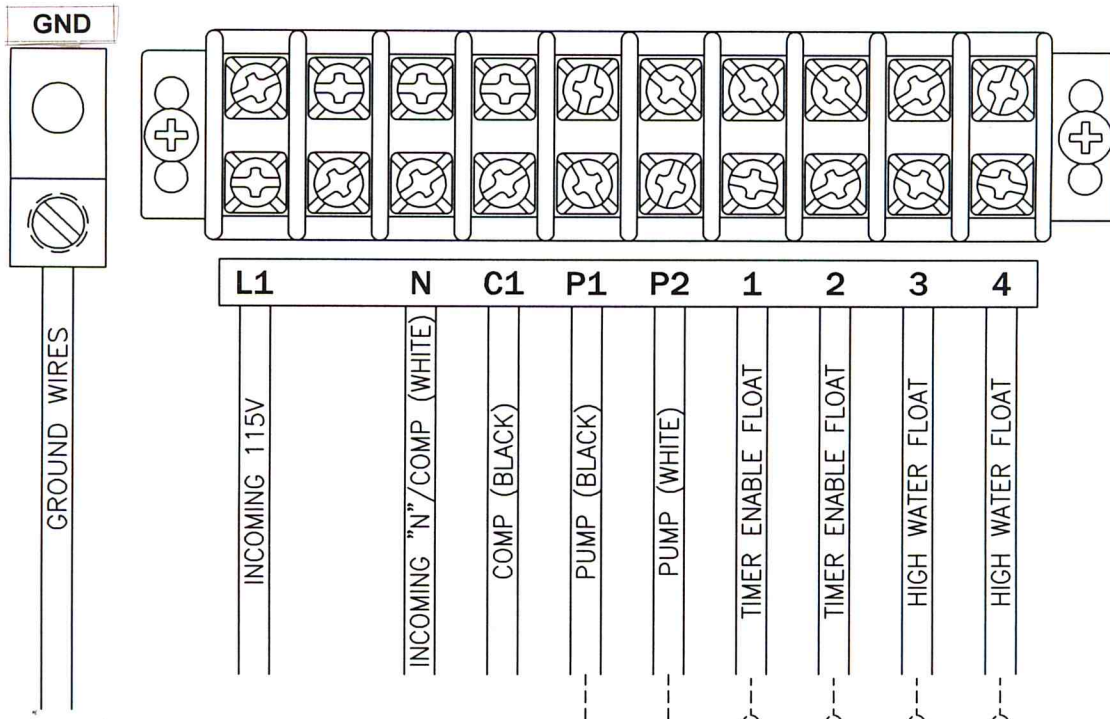 GND
L1 N C1 P1 P2 1 2 3 4
GROUND WIRES
INCOMING 115V
INCOMING "N"/COMP (WHITE)
COMP (BLACK)
PUMP (BLACK)
PUMP (WHITE)
TIMER ENABLE FLOAT
TIMER ENABLE FLOAT
HIGH WATER FLOAT
HIGH WATER FLOAT